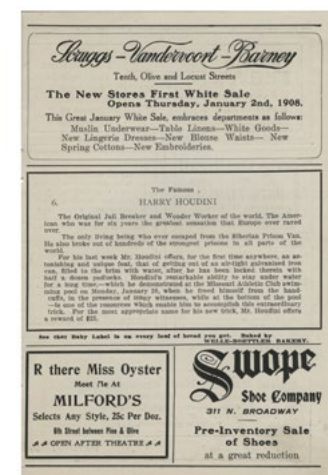 Scruggs-Vandervoort-Barney
Tenth, Olive and Locust Streets
The New Stores First White Sale
Opens Thursday, January 2nd, 1908.
This Great January White Sale, embraces departments as follows:
Muslin Underwear—Table Linens—White Goods—
New Lingerie Dresses—New Blouse Waists— New
Spring Cottons—New Embroideries.
The Famous
6. HARRY HOUDINI
The Original Jail Breaker and Wonder Worker of the world. The Amer-
ican who was for six years the greatest sensation that Europe ever raved
over.
The only living being who ever escaped from the Siberian Prison Van.
He also broke out of hundreds of the strongest prisons in all parts of the
world.
For his last week Mr. Houdini offers, for the first time anywhere, an as-
tonishing and unique feat, that of getting out of an air-tight galvanized iron
can, filled to the brim with water, after he has been locked therein with
half a dozen padlocks. Houdini's remarkable ability to stay under water
for a long time,—which he demonstrated at the Missouri Athletic Club swim-
ming pool on Monday, January, when he freed himself from the hand-
cuffs, in the presence of many witnesses, while at the bottom of the pool
—is one of the resources which enable him to accomplish this extraordinary
trick. For the most appropriate name for his new trick, Mr. Houdini offers
a reward of $25.
See that Baby Label is on every loaf of bread you get. Baked by
WELLE-BOETTLER BAKERY.
R there Miss Oyster
Meet Me At
MILFORD'S
Selects Any Style, 25c Per Doz.
6th Street between Pine & Olive
OPEN AFTER THEATRE
Swope
Shoe Company
311 N. BROADWAY
Pre-Inventory Sale
of Shoes
at a great reduction